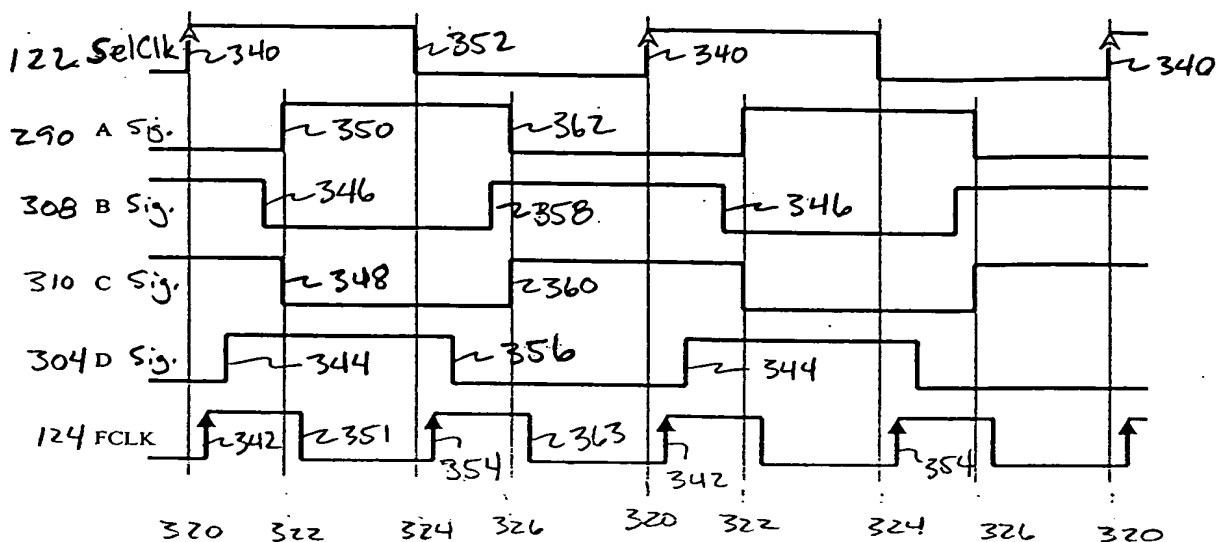 122 SelClk 340 352 340 340
290 A Sig. 350 362
308 B Sig. 346 358 346
310 C Sig. 348 360
304 D Sig. 344 356 344
124 FCLK 342 351 354 363 342 354
320 322 324 326 320 322 324 326 320